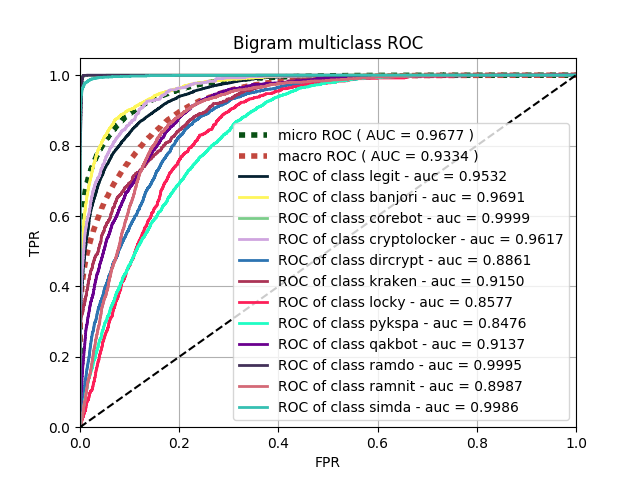 Bigram multiclass ROC
TPR
1.0
0.8
0.6
0.4
0.2
0.0
micro ROC ( AUC = 0.9677 )
macro ROC ( AUC = 0.9334 )
ROC of class legit - auc = 0.9532
ROC of class banjori - auc = 0.9691
ROC of class corebot - auc = 0.9999
ROC of class cryptolocker - auc = 0.9617
ROC of class dircrypt - auc = 0.8861
ROC of class kraken - auc = 0.9150
ROC of class locky - auc = 0.8577
ROC of class pykspa - auc = 0.8476
ROC of class qakbot - auc = 0.9137
ROC of class ramdo - auc = 0.9995
ROC of class ramnit - auc = 0.8987
ROC of class simda - auc = 0.9986
0.0 0.2 0.4 0.6 0.8 1.0
FPR